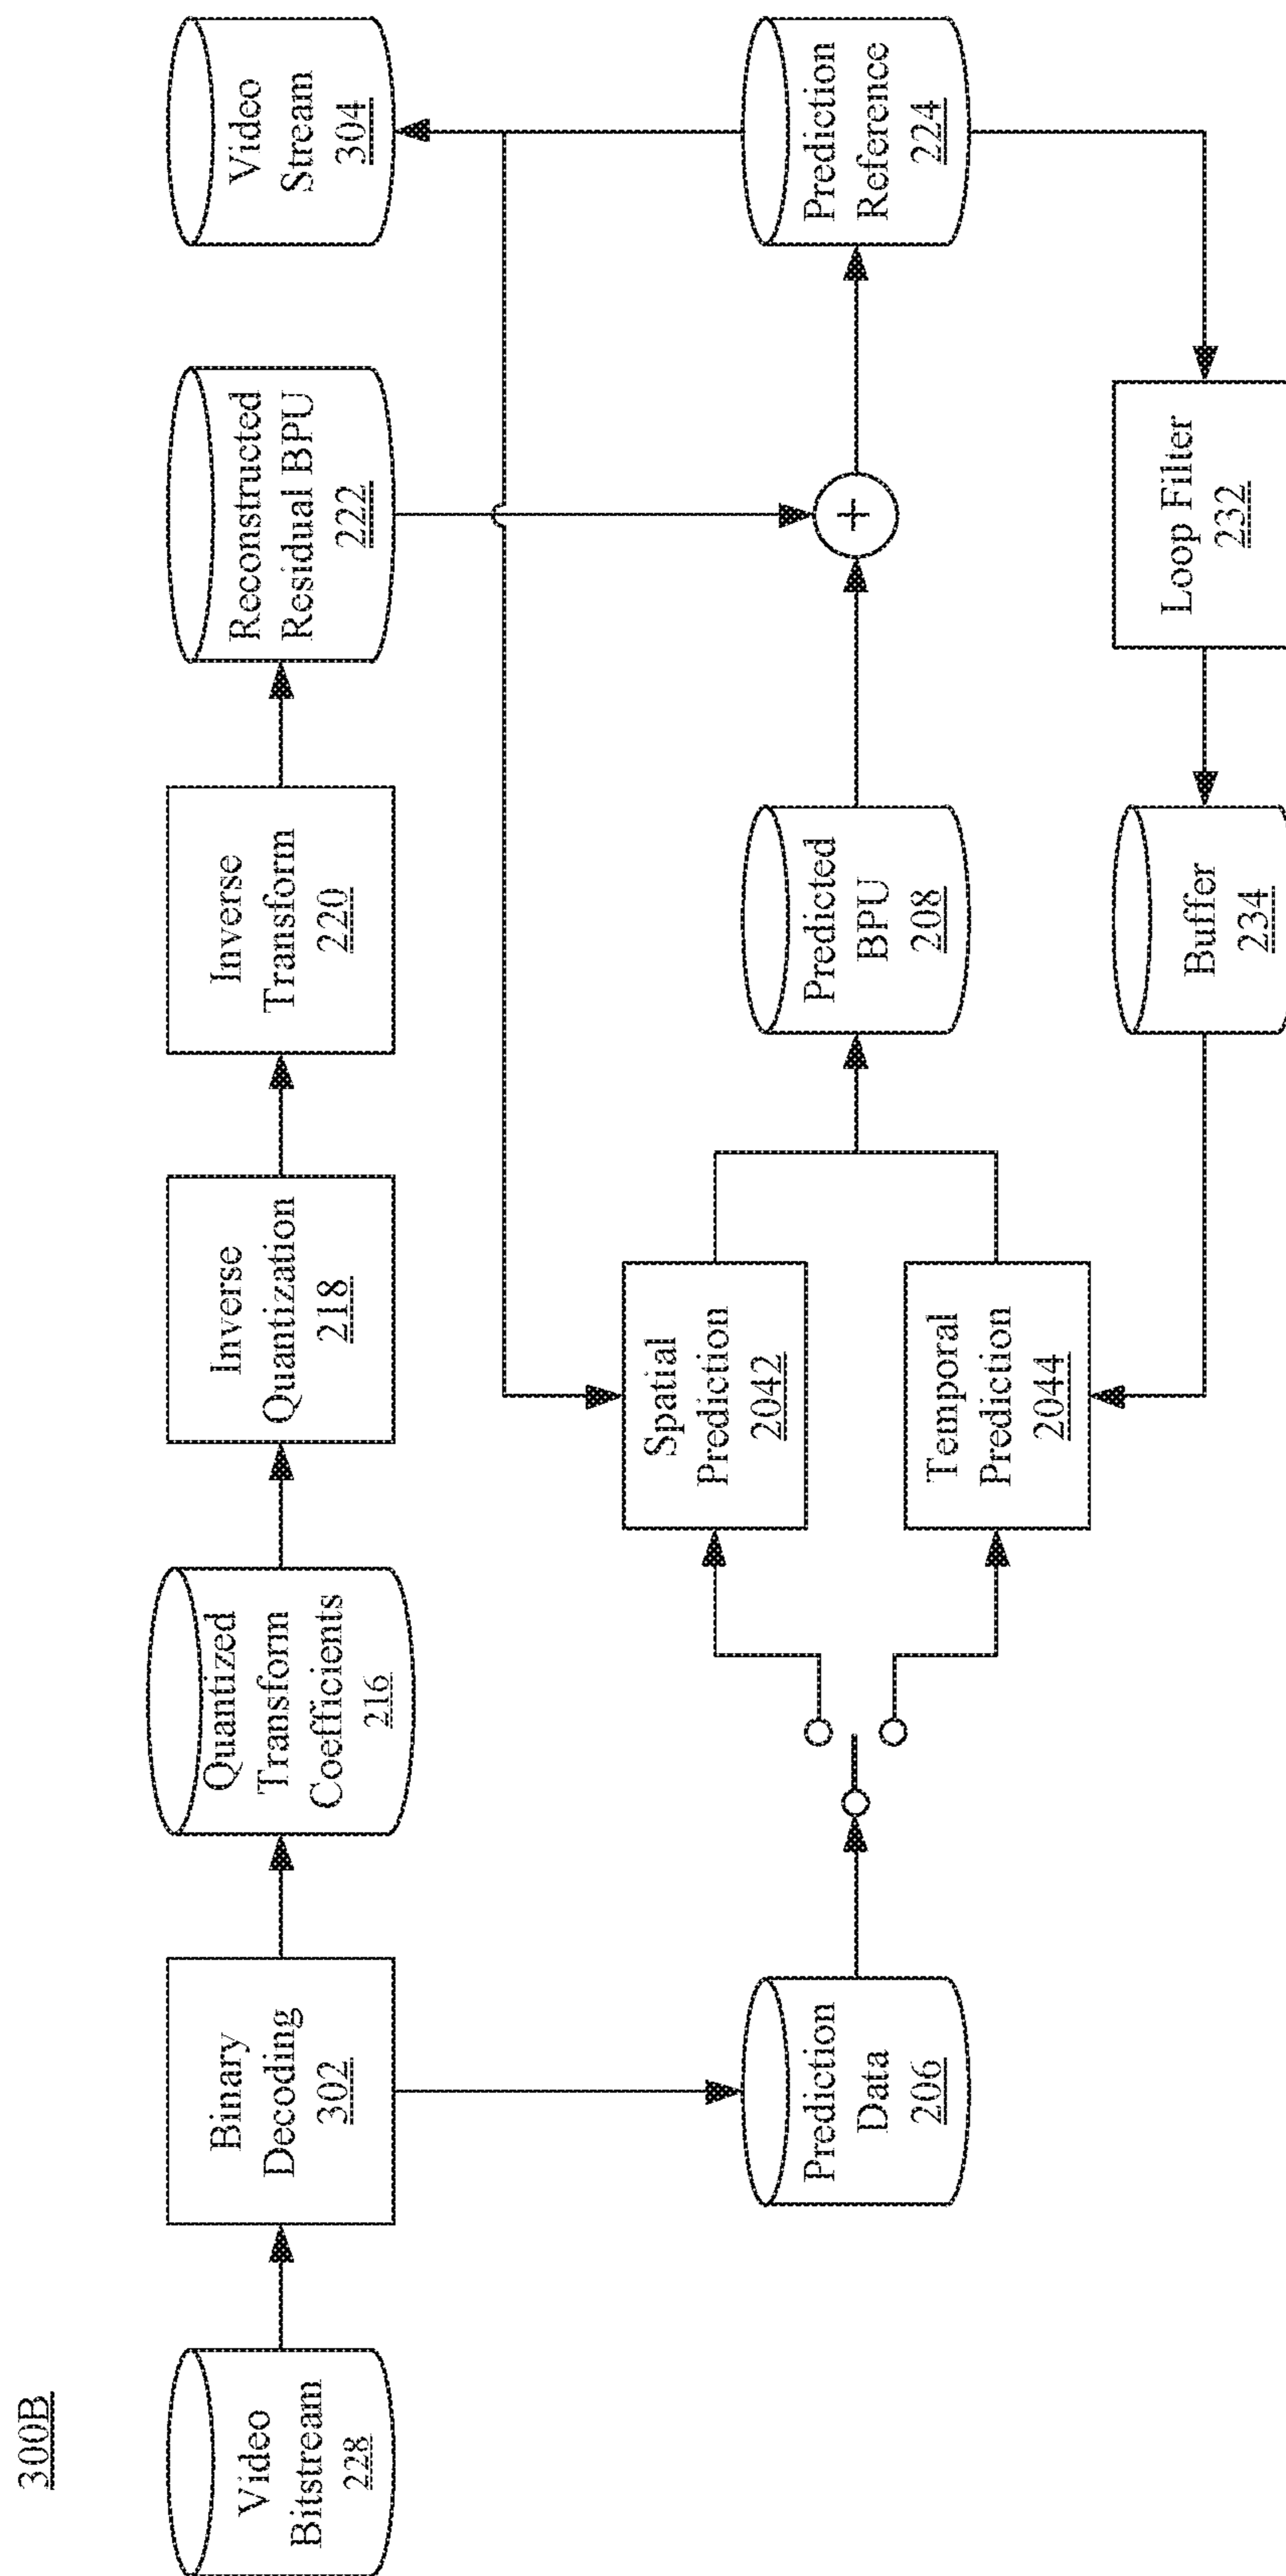 300B
Video
Bitstream
228
Binary
Decoding
302
Quantized
Transform
Coefficients
216
Inverse
Quantization
218
Inverse
Transform
220
Reconstructed
Residual BPU
222
Video
Stream
304
Prediction
Data
206
Spatial
Prediction
2042
Temporal
Prediction
2044
Predicted
BPU
208
+
Prediction
Reference
224
Buffer
234
Loop Filter
232